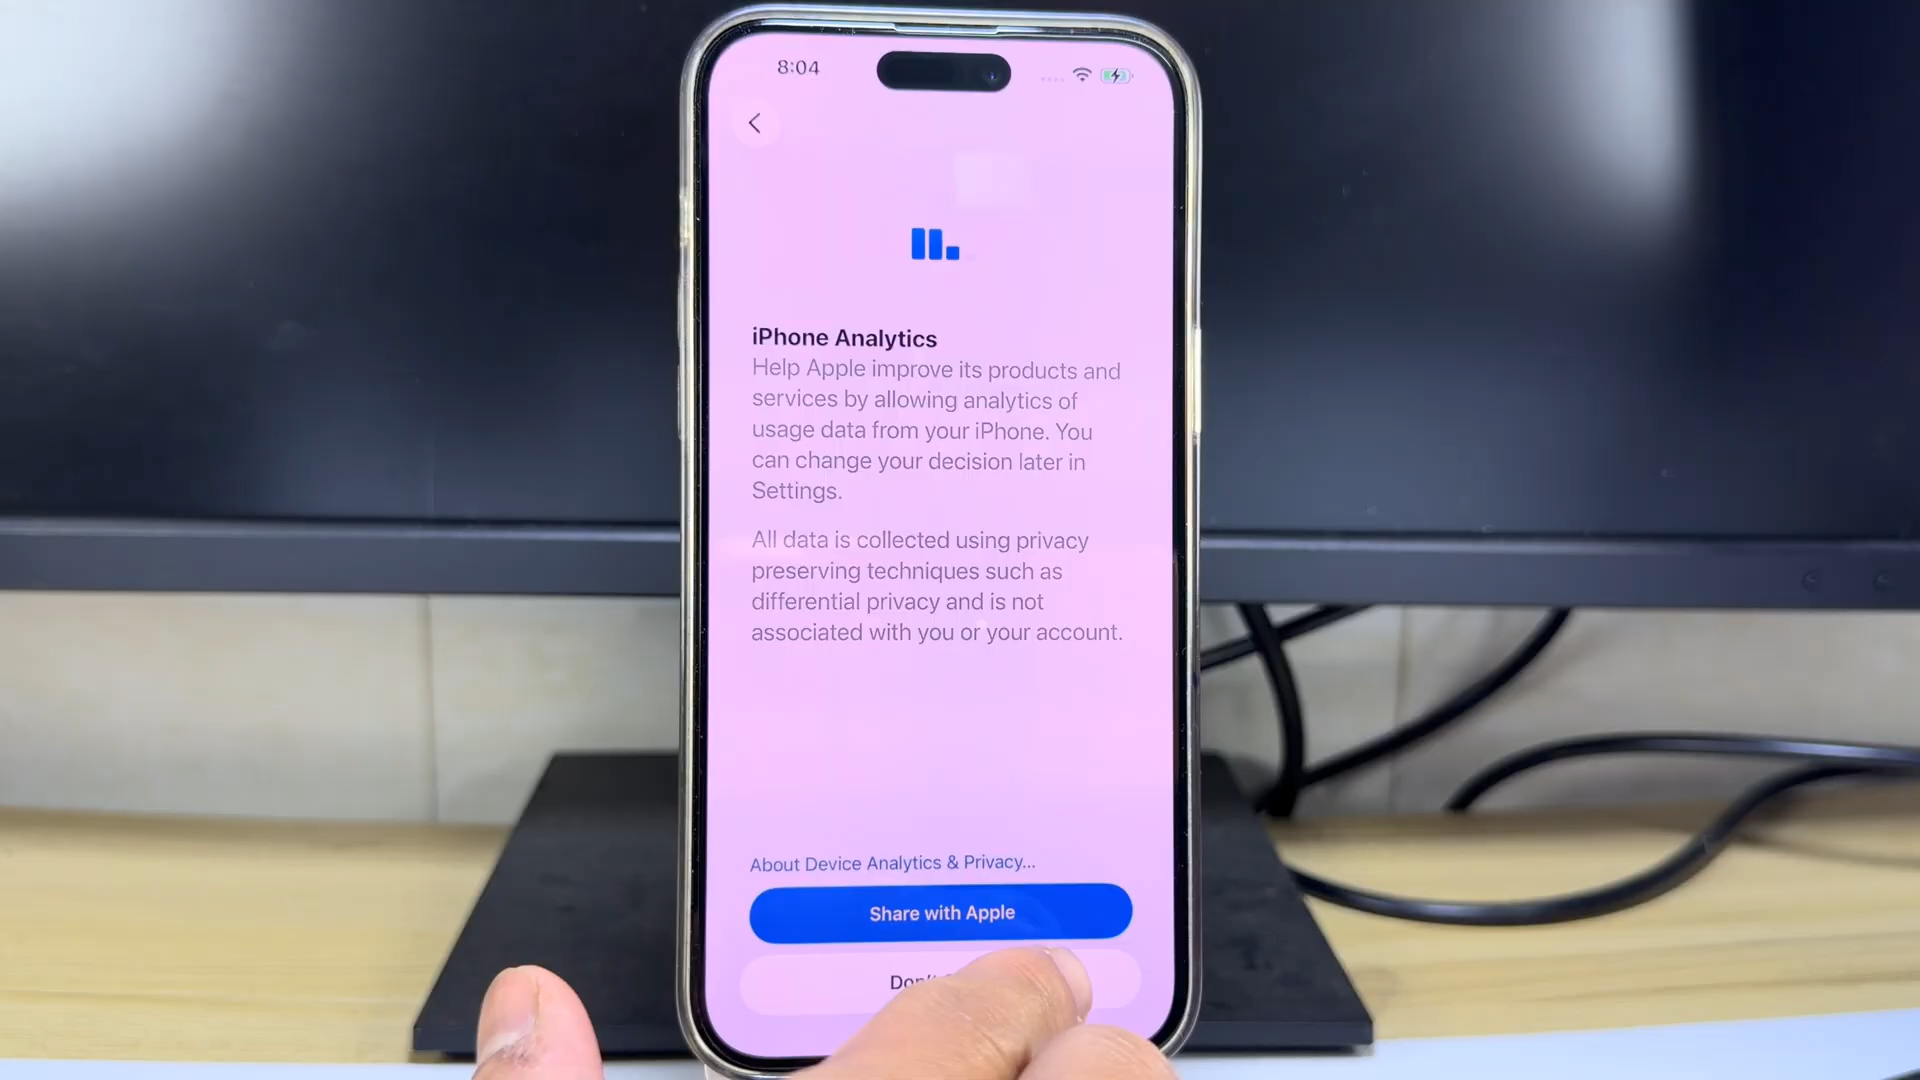 8:04
iPhone Analytics
Help Apple improve its products and
services by allowing analytics of
usage data from your iPhone. You
can change your decision later in
Settings.
All data is collected using privacy
preserving techniques such as
differential privacy and is not
associated with you or your account.
About Device Analytics & Privacy...
Share with Apple